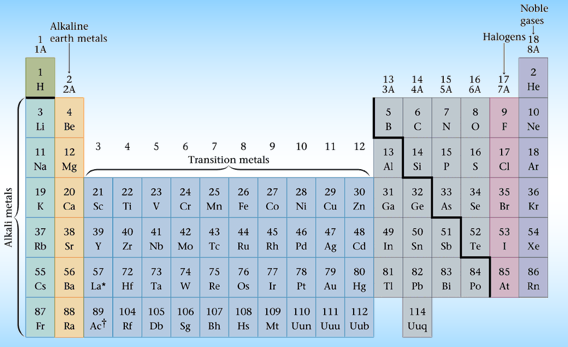 Noble
gases
Alkaline
earth metals
Halogens
1
1A
18
8A
1
H
2
2A
13
3A
14
4A
15
5A
16
6A
17
7A
2
He
3
Li
4
Be
5
B
6
C
7
N
8
O
9
F
10
Ne
11
Na
12
Mg
3 4 5 6 7 8 9 10 11 12
Transition metals
13
Al
14
Si
15
P
16
S
17
Cl
18
Ar
19
K
20
Ca
21
Sc
22
Ti
23
V
24
Cr
25
Mn
26
Fe
27
Co
28
Ni
29
Cu
30
Zn
31
Ga
32
Ge
33
As
34
Se
35
Br
36
Kr
37
Rb
38
Sr
39
Y
40
Zr
41
Nb
42
Mo
43
Tc
44
Ru
45
Rh
46
Pd
47
Ag
48
Cd
49
In
50
Sn
51
Sb
52
Te
53
I
54
Xe
55
Cs
56
Ba
57
La*
72
Hf
73
Ta
74
W
75
Re
76
Os
77
Ir
78
Pt
79
Au
80
Hg
81
Tl
82
Pb
83
Bi
84
Po
85
At
86
Rn
87
Fr
88
Ra
89
Ac†
104
Rf
105
Db
106
Sg
107
Bh
108
Hs
109
Mt
110
Uun
111
Uuu
112
Uub
114
Uuq
Alkali metals